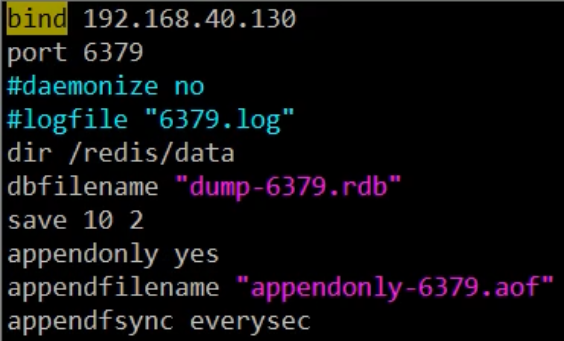 bind 192.168.40.130
port 6379
#daemonize no
#logfile "6379.log"
dir /redis/data
dbfilename "dump-6379.rdb"
save 10 2
appendonly yes
appendfilename "appendonly-6379.aof"
appendfsync everysec